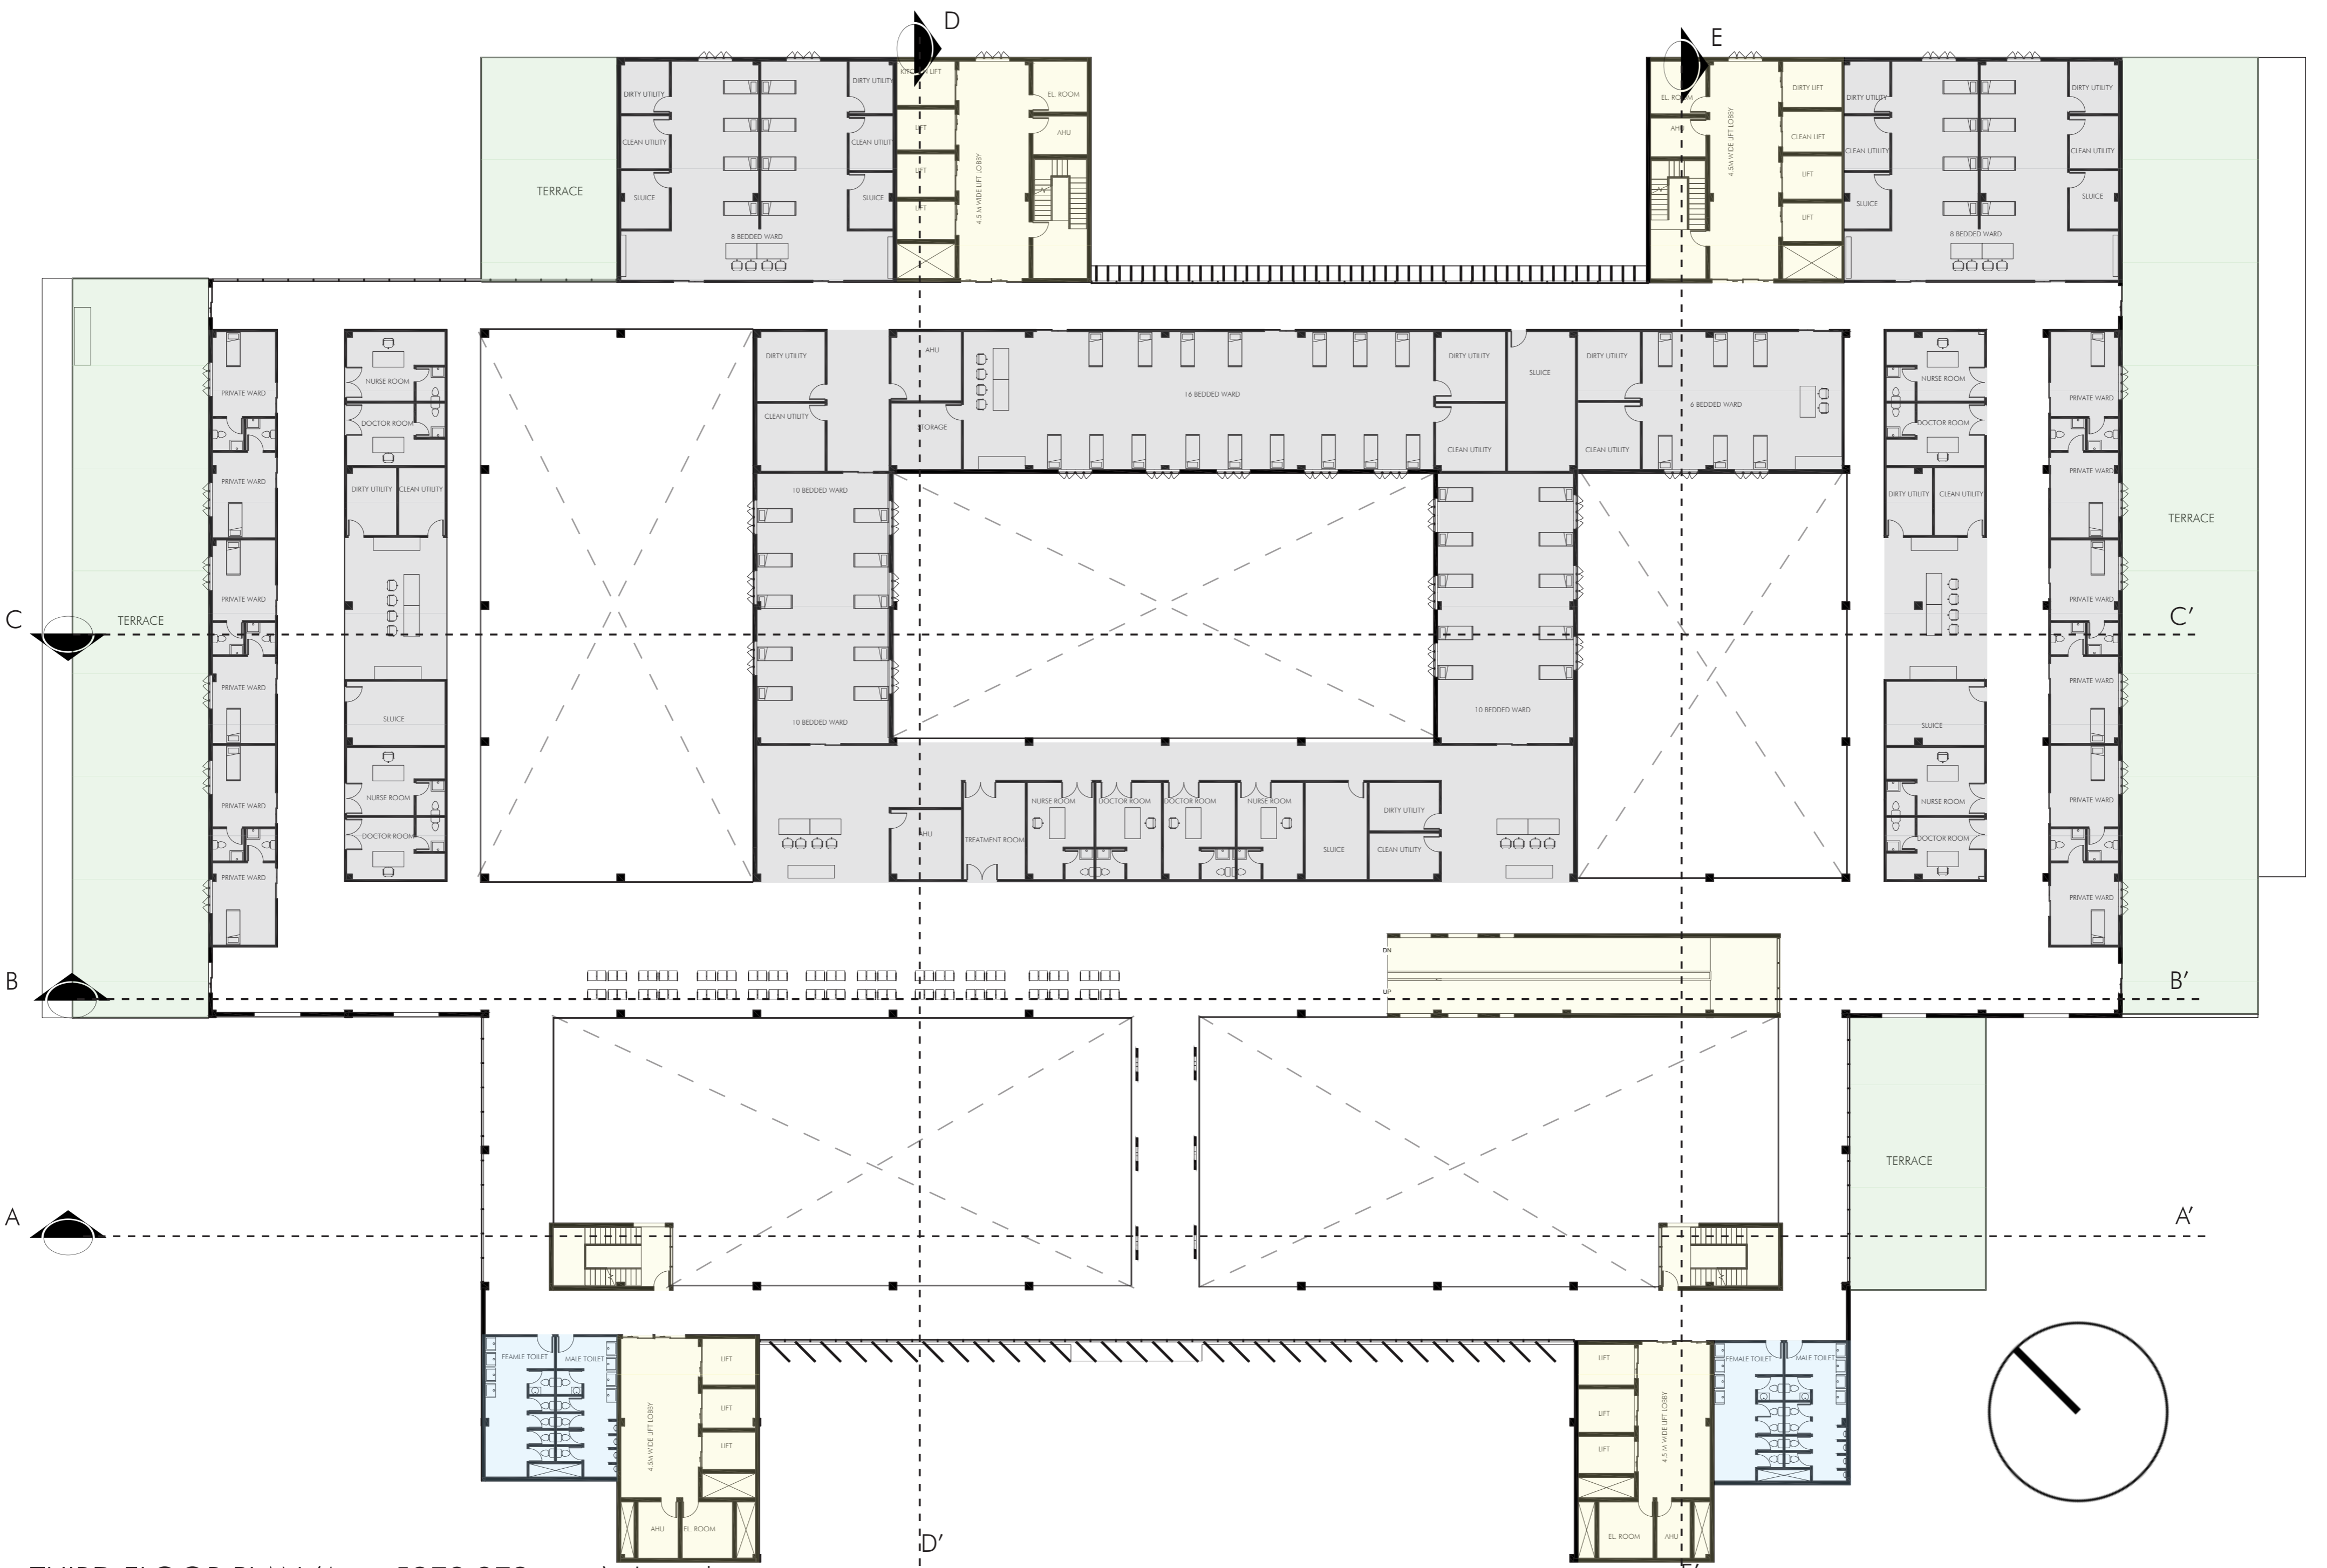 D
E
KITCHEN LIFT
DIRTY UTILITY
DIRTY UTILITY
EL. ROOM
EL. ROOM
DIRTY LIFT
DIRTY UTILITY
DIRTY UTILITY
CLEAN UTILITY
CLEAN UTILITY
LIFT
AHU
AHU
CLEAN LIFT
CLEAN UTILITY
CLEAN UTILITY
TERRACE
SLUICE
SLUICE
LIFT
LIFT
4.5 M WIDE LIFT LOBBY
4.5M WIDE LIFT LOBBY
LIFT
LIFT
SLUICE
SLUICE
8 BEDDED WARD
8 BEDDED WARD
PRIVATE WARD
NURSE ROOM
DIRTY UTILITY
AHU
DIRTY UTILITY
SLUICE
DIRTY UTILITY
NURSE ROOM
PRIVATE WARD
16 BEDDED WARD
6 BEDDED WARD
DOCTOR ROOM
CLEAN UTILITY
STORAGE
CLEAN UTILITY
CLEAN UTILITY
DOCTOR ROOM
PRIVATE WARD
DIRTY UTILITY
CLEAN UTILITY
10 BEDDED WARD
DIRTY UTILITY
CLEAN UTILITY
PRIVATE WARD
TERRACE
PRIVATE WARD
PRIVATE WARD
C
TERRACE
C'
PRIVATE WARD
SLUICE
10 BEDDED WARD
10 BEDDED WARD
SLUICE
PRIVATE WARD
PRIVATE WARD
NURSE ROOM
NURSE ROOM
DOCTOR ROOM
DOCTOR ROOM
NURSE ROOM
DIRTY UTILITY
NURSE ROOM
PRIVATE WARD
DOCTOR ROOM
AHU
TREATMENT ROOM
SLUICE
CLEAN UTILITY
DOCTOR ROOM
PRIVATE WARD
PRIVATE WARD
DN
UP
B
B'
TERRACE
A
A'
FEAMLE TOILET
MALE TOILET
LIFT
LIFT
FEMALE TOILET
MALE TOILET
4.5M WIDE LIFT LOBBY
LIFT
LIFT
4.5 M WIDE LIFT LOBBY
LIFT
LIFT
AHU
EL. ROOM
EL. ROOM
AHU
D'